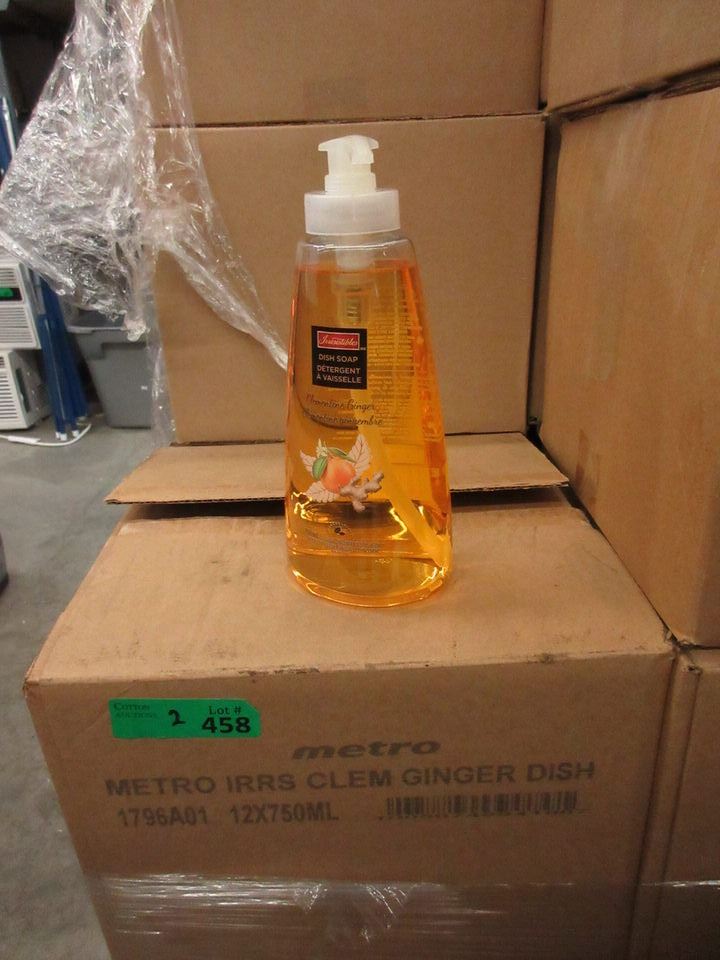 Irresistibles
DISH SOAP
DÉTERGENT
À VAISSELLE
Clementine Ginger
COTTON
AUCTIONS
2
Lot #
458
metro
METRO IRRS CLEM GINGER DISH
1796A01 12X750ML